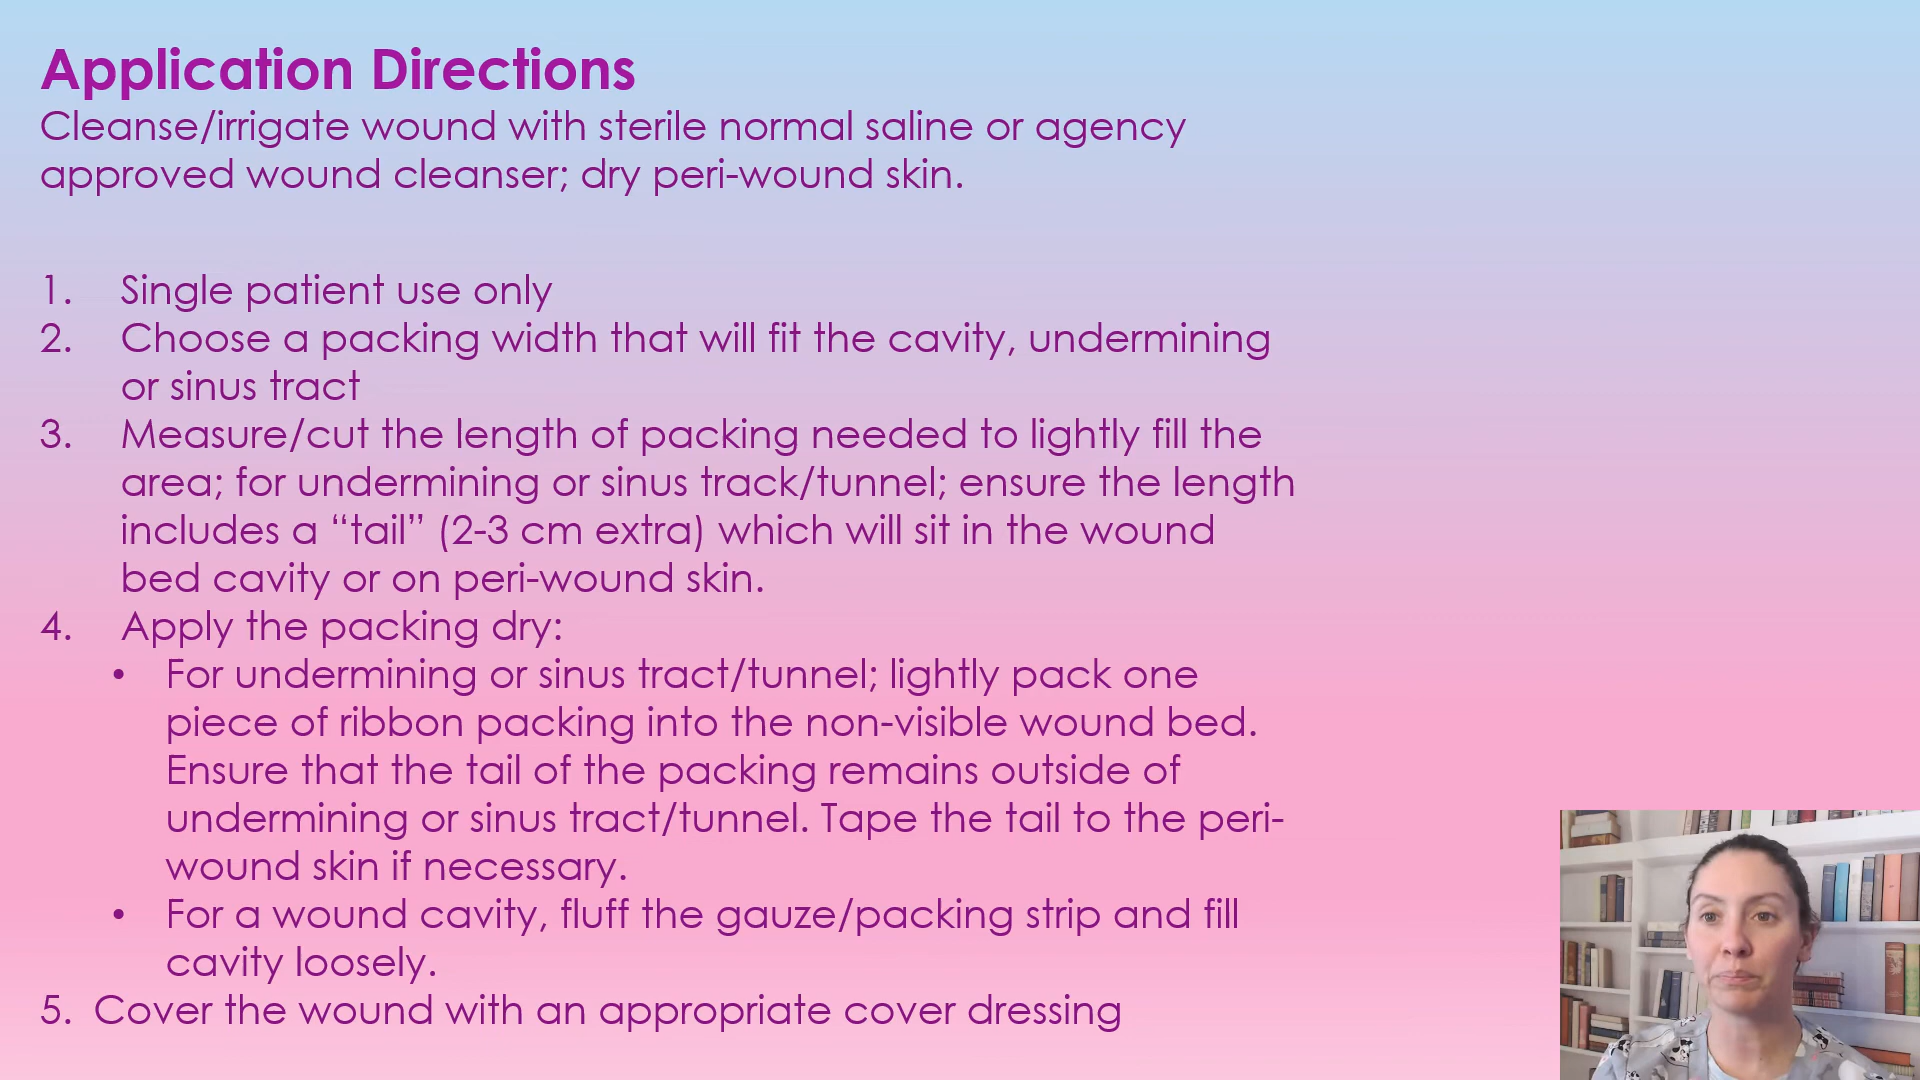 Application Directions
Cleanse/irrigate wound with sterile normal saline or agency
approved wound cleanser; dry peri-wound skin.
1. Single patient use only
2. Choose a packing width that will fit the cavity, undermining
or sinus tract
3. Measure/cut the length of packing needed to lightly fill the
area; for undermining or sinus track/tunnel; ensure the length
includes a “tail” (2-3 cm extra) which will sit in the wound
bed cavity or on peri-wound skin.
4. Apply the packing dry:
• For undermining or sinus tract/tunnel; lightly pack one
piece of ribbon packing into the non-visible wound bed.
Ensure that the tail of the packing remains outside of
undermining or sinus tract/tunnel. Tape the tail to the peri-
wound skin if necessary.
• For a wound cavity, fluff the gauze/packing strip and fill
cavity loosely.
5. Cover the wound with an appropriate cover dressing